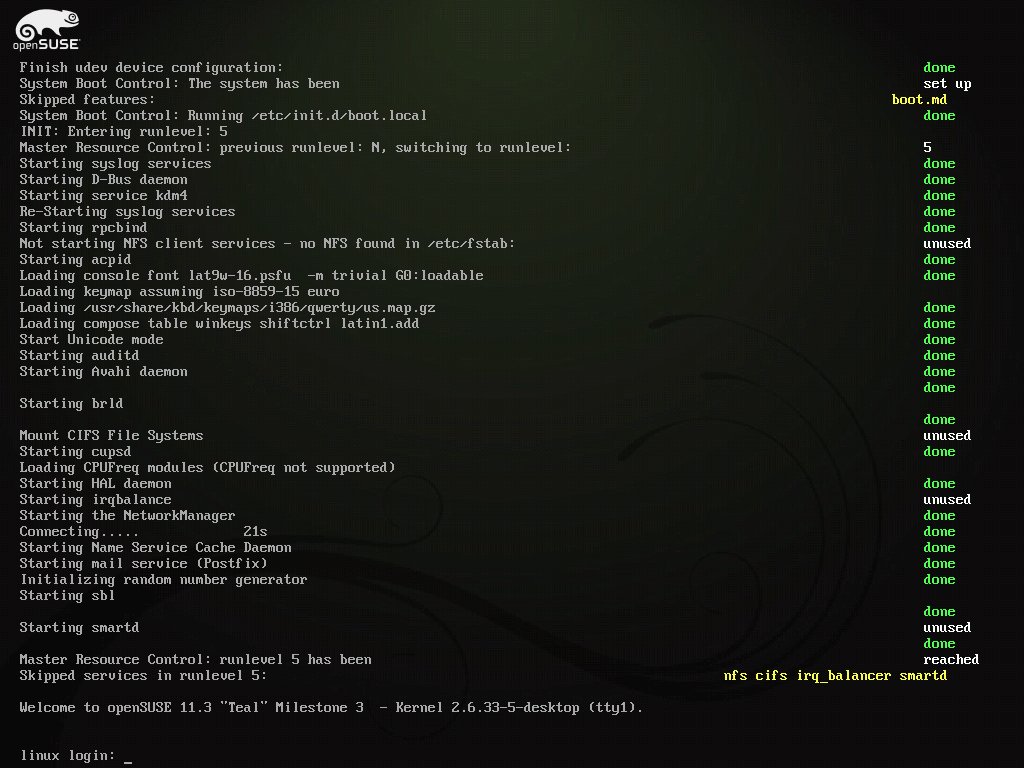 openSUSE
Finish udev device configuration: done
System Boot Control: The system has been set up
Skipped features: boot.md
System Boot Control: Running /etc/init.d/boot.local done
INIT: Entering runlevel: 5
Master Resource Control: previous runlevel: N, switching to runlevel: 5
Starting syslog services done
Starting D-Bus daemon done
Starting service kdm4 done
Re-Starting syslog services done
Starting rpcbind done
Not starting NFS client services - no NFS found in /etc/fstab: unused
Starting acpid done
Loading console font lat9w-16.psfu  -m trivial G0:loadable done
Loading keymap assuming iso-8859-15 euro
Loading /usr/share/kbd/keymaps/i386/qwerty/us.map.gz done
Loading compose table winkeys shiftctrl latin1.add done
Start Unicode mode done
Starting auditd done
Starting Avahi daemon done
done
Starting brld
done
Mount CIFS File Systems unused
Starting cupsd done
Loading CPUFreq modules (CPUFreq not supported)
Starting HAL daemon done
Starting irqbalance unused
Starting the NetworkManager done
Connecting..... 21s done
Starting Name Service Cache Daemon done
Starting mail service (Postfix) done
Initializing random number generator done
Starting sbl
done
Starting smartd unused
done
Master Resource Control: runlevel 5 has been reached
Skipped services in runlevel 5: nfs cifs irq_balancer smartd
Welcome to openSUSE 11.3 "Teal" Milestone 3  - Kernel 2.6.33-5-desktop (tty1).
linux login: _